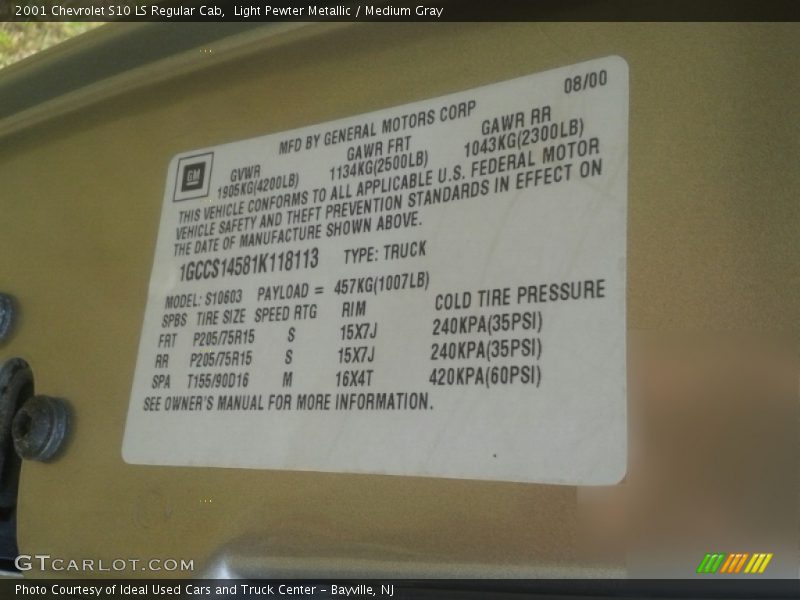 2001 Chevrolet S10 LS Regular Cab,  Light Pewter Metallic / Medium Gray
08/00
MFD BY GENERAL MOTORS CORP
GM
GVWR GAWR FRT GAWR RR
1905KG(4200LB) 1134KG(2500LB) 1043KG(2300LB)
THIS VEHICLE CONFORMS TO ALL APPLICABLE U.S. FEDERAL MOTOR
VEHICLE SAFETY AND THEFT PREVENTION STANDARDS IN EFFECT ON
THE DATE OF MANUFACTURE SHOWN ABOVE.
1GCCS14581K118113 TYPE: TRUCK
MODEL: S10603 PAYLOAD = 457KG(1007LB)
SPBS TIRE SIZE SPEED RTG RIM COLD TIRE PRESSURE
FRT P205/75R15 S 15X7J 240KPA(35PSI)
RR P205/75R15 S 15X7J 240KPA(35PSI)
SPA T155/90D16 M 16X4T 420KPA(60PSI)
SEE OWNER'S MANUAL FOR MORE INFORMATION.
GTCARLOT.COM
Photo Courtesy of Ideal Used Cars and Truck Center – Bayville, NJ